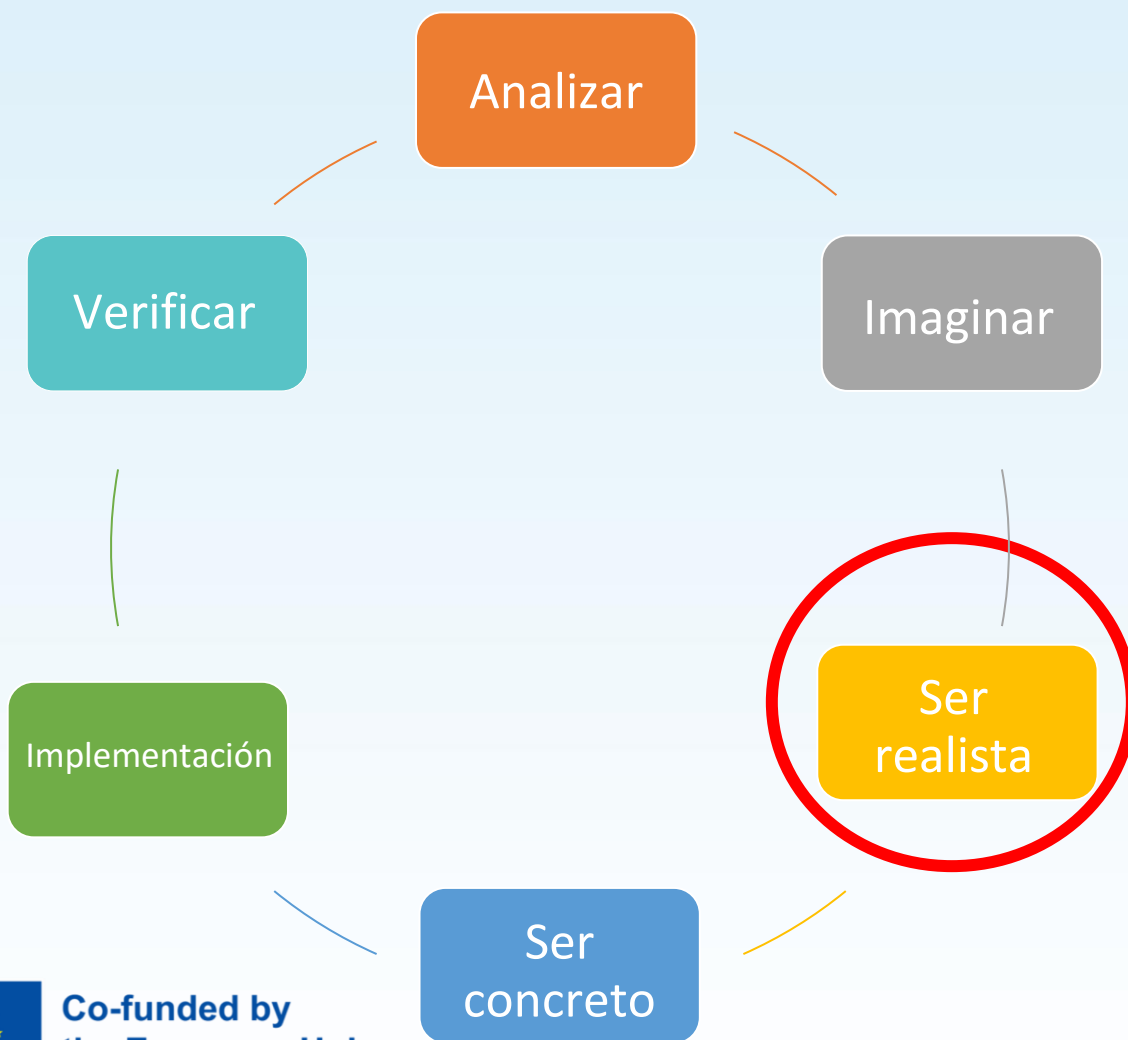 Analizar
Verificar
Imaginar
Ser
realista
Implementación
Ser
concreto
Co-funded by